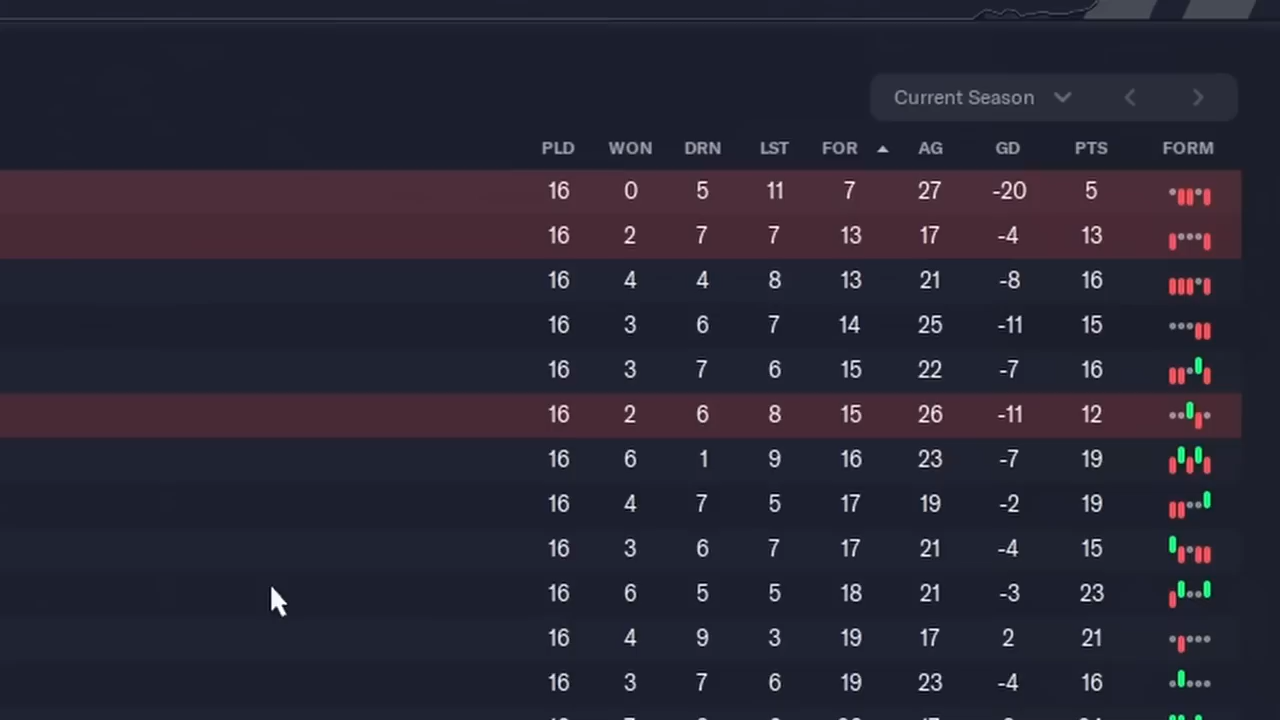 Current Season
PLD WON DRN LST FOR AG GD PTS FORM
16 0 5 11 7 27 -20 5
16 2 7 7 13 17 -4 13
16 4 4 8 13 21 -8 16
16 3 6 7 14 25 -11 15
16 3 7 6 15 22 -7 16
16 2 6 8 15 26 -11 12
16 6 1 9 16 23 -7 19
16 4 7 5 17 19 -2 19
16 3 6 7 17 21 -4 15
16 6 5 5 18 21 -3 23
16 4 9 3 19 17 2 21
16 3 7 6 19 23 -4 16